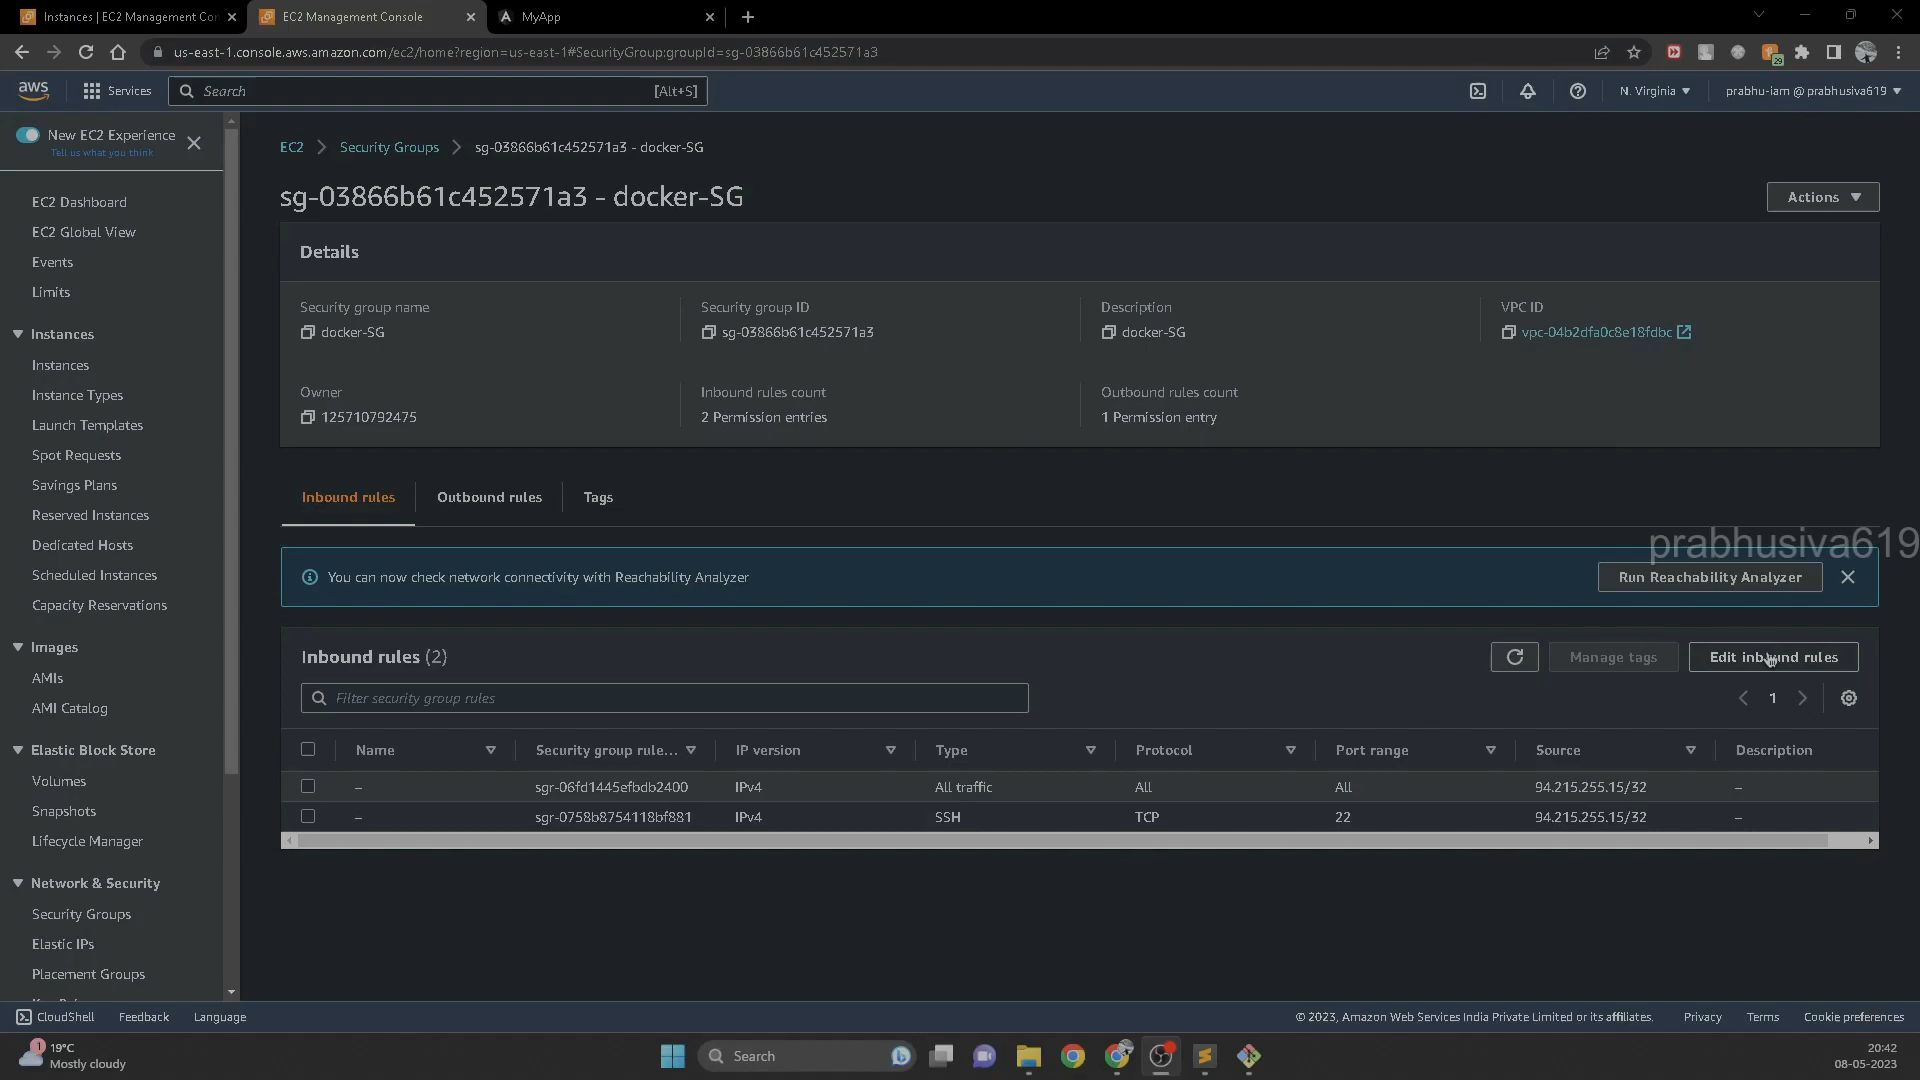 Instances | EC2 Management Con
EC2 Management Console
MyApp
us-east-1.console.aws.amazon.com/ec2/home?region=us-east-1#SecurityGroup:groupId=sg-03866b61c452571a3
29
aws
Services
Search
[Alt+S]
N. Virginia
prabhu-iam @ prabhusiva619
New EC2 Experience
Tell us what you think
EC2 Dashboard
EC2 Global View
Events
Limits
Instances
Instances
Instance Types
Launch Templates
Spot Requests
Savings Plans
Reserved Instances
Dedicated Hosts
Scheduled Instances
Capacity Reservations
Images
AMIs
AMI Catalog
Elastic Block Store
Volumes
Snapshots
Lifecycle Manager
Network & Security
Security Groups
Elastic IPs
Placement Groups
EC2 > Security Groups > sg-03866b61c452571a3 - docker-SG
sg-03866b61c452571a3 - docker-SG
Actions
Details
Security group name
docker-SG
Security group ID
sg-03866b61c452571a3
Description
docker-SG
VPC ID
vpc-04b2dfa0c8e18fdbc
Owner
125710792475
Inbound rules count
2 Permission entries
Outbound rules count
1 Permission entry
Inbound rules
Outbound rules
Tags
prabhusiva619
You can now check network connectivity with Reachability Analyzer
Run Reachability Analyzer
Inbound rules (2)
Manage tags
Edit inbound rules
Filter security group rules
1
Name Security group rule... IP version Type Protocol Port range Source Description
– sgr-06fd1445efbdb2400 IPv4 All traffic All All 94.215.255.15/32 –
– sgr-0758b8754118bf881 IPv4 SSH TCP 22 94.215.255.15/32 –
CloudShell
Feedback
Language
© 2023, Amazon Web Services India Private Limited or its affiliates.
Privacy
Terms
Cookie preferences
1
19°C
Mostly cloudy
Search
20:42
08-05-2023